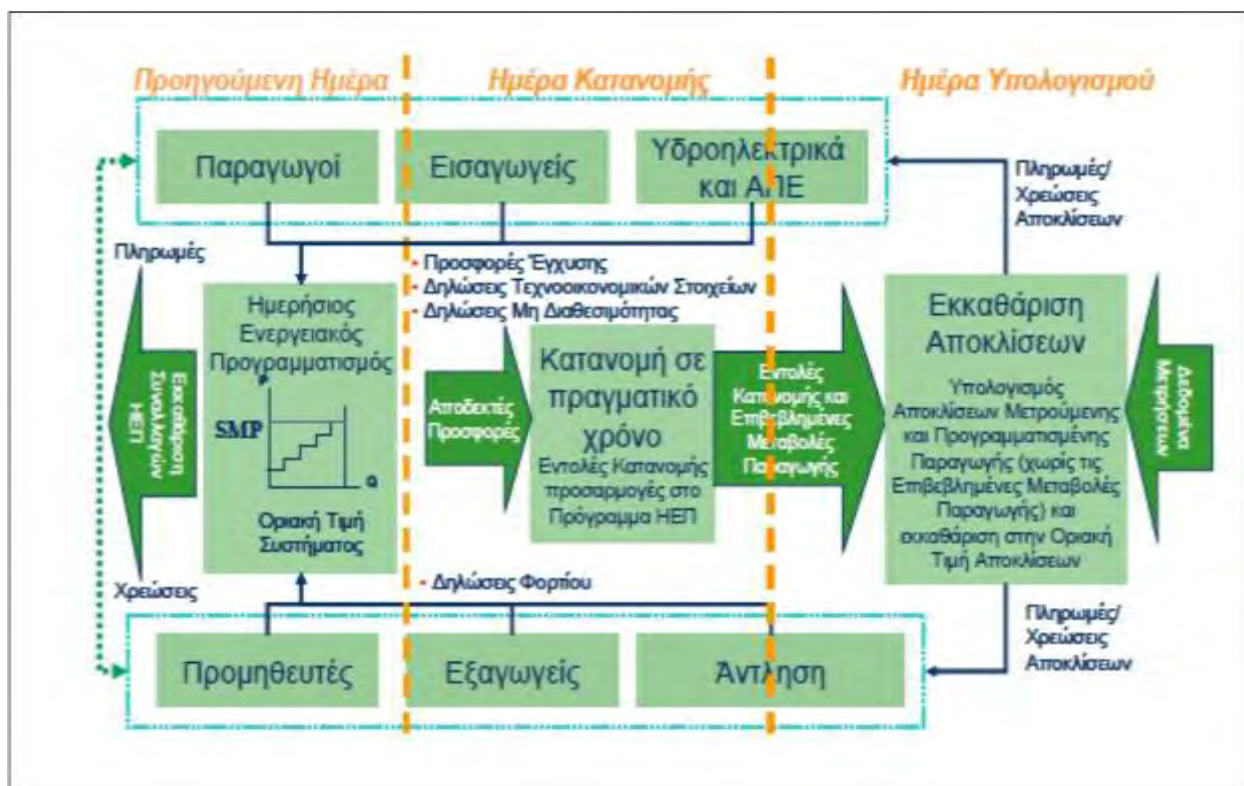 Προηγούμενη Ημέρα
Ημέρα Κατανομής
Ημέρα Υπολογισμού
Παραγωγοί
Εισαγωγείς
Υδροηλεκτρικά
και ΑΠΕ
Πληρωμές/
Χρεώσεις
Αποκλίσεων
Πληρωμές
- Προσφορές Έγχυσης
- Δηλώσεις Τεχνοοικονομικών Στοιχείων
- Δηλώσεις Μη Διαθεσιμότητας
Εκκαθάριση
Συναλλαγών
ΗΕΠ
Ημερήσιος
Ενεργειακός
Προγραμματισμός
P
SMP
Q
Οριακή Τιμή
Συστήματος
Αποδεκτές
Προσφορές
Κατανομή σε
πραγματικό
χρόνο
Εντολές Κατανομής
προσαρμογές στο
Πρόγραμμα ΗΕΠ
Εντολές
Κατανομής και
Επιβεβλημένες
Μεταβολές
Παραγωγής
Εκκαθάριση
Αποκλίσεων
Υπολογισμός
Αποκλίσεων Μετρούμενης
και Προγραμματισμένης
Παραγωγής (χωρίς τις
Επιβεβλημένες Μεταβολές
Παραγωγής) και
εκκαθάριση στην Οριακή
Τιμή Αποκλίσεων
Δεδομένα
Μετρήσεων
Χρεώσεις
- Δηλώσεις Φορτίου
Προμηθευτές
Εξαγωγείς
Άντληση
Πληρωμές/
Χρεώσεις
Αποκλίσεων